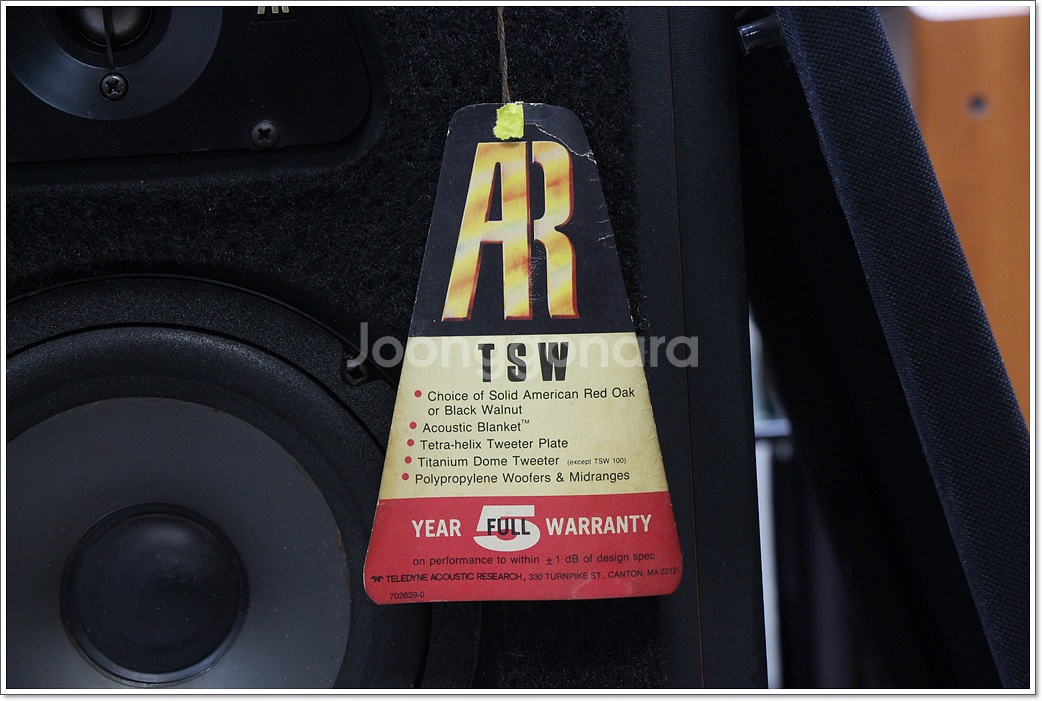 AR
TSW
Joonggonara
Choice of Solid American Red Oak
or Black Walnut
Acoustic Blanket™
Tetra-helix Tweeter Plate
Titanium Dome Tweeter (except TSW 100)
Polypropylene Woofers & Midranges
YEAR 5 FULL WARRANTY
on performance to within ±1 dB of design spec
TELEDYNE ACOUSTIC RESEARCH, 330 TURNPIKE ST., CANTON, MA 02121
702629-0